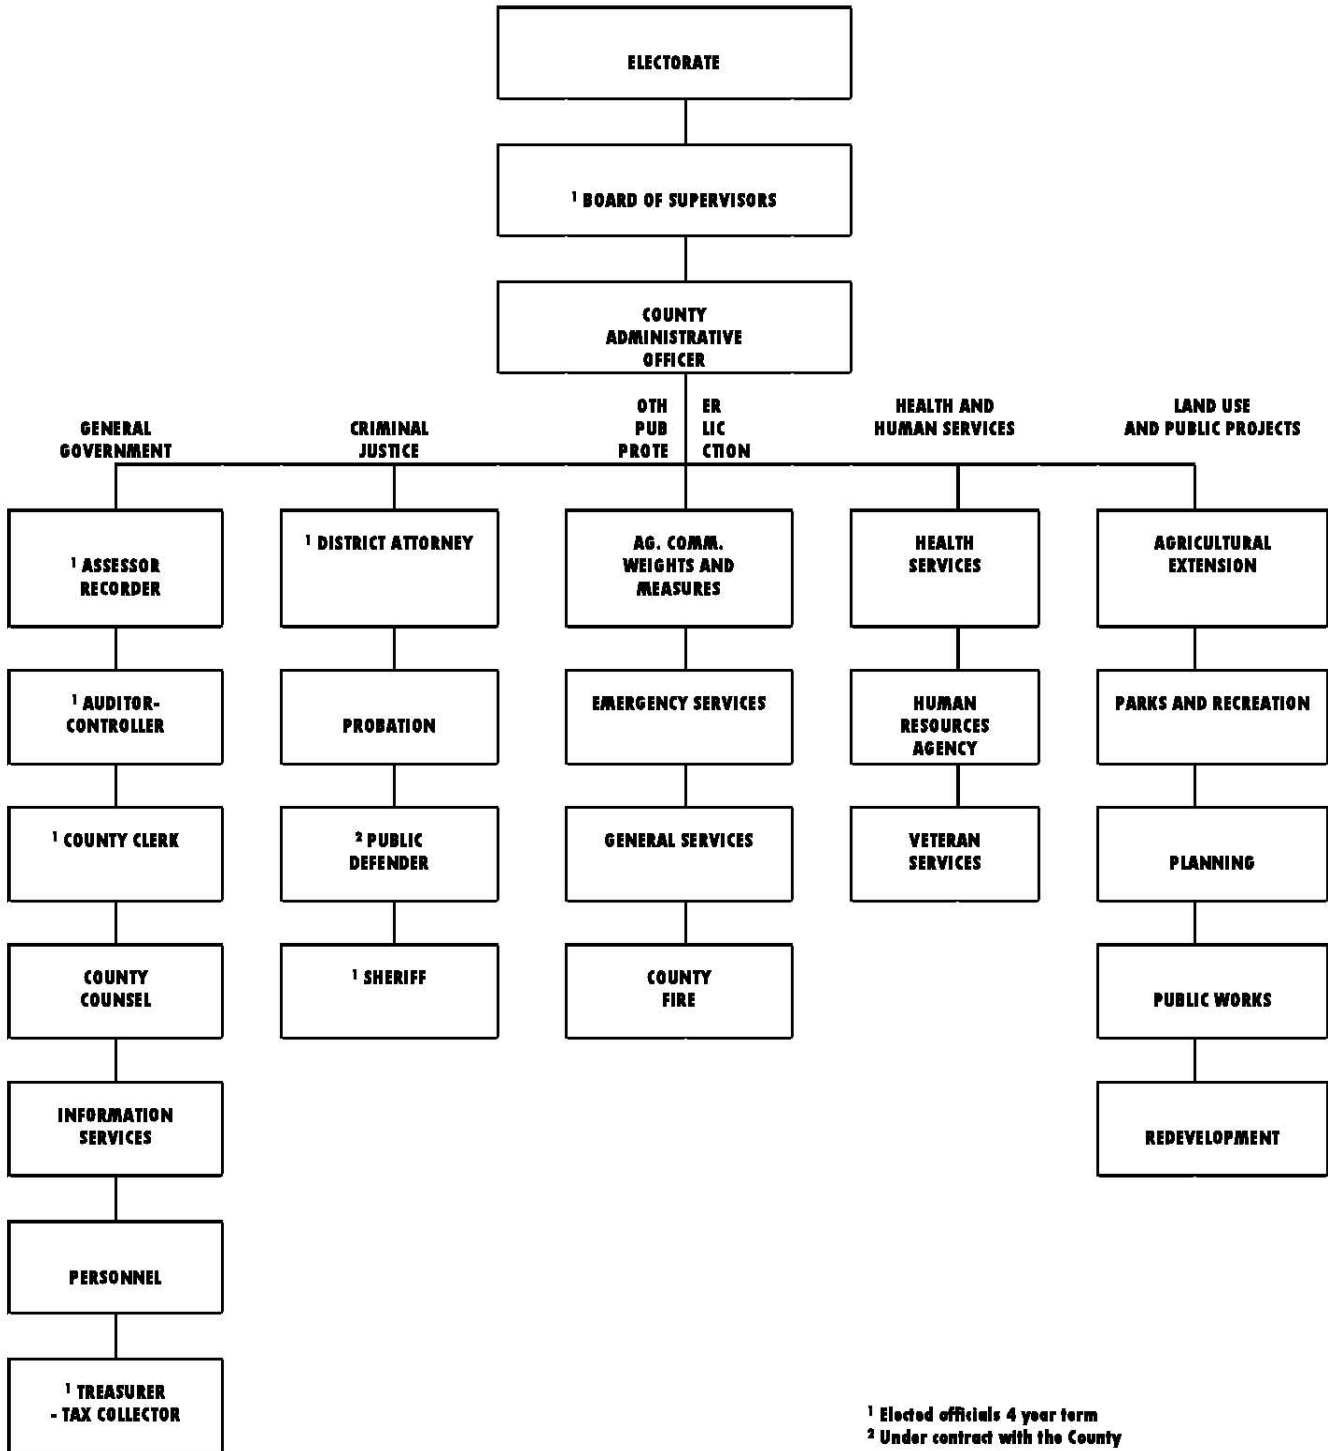 ELECTORATE
¹ BOARD OF SUPERVISORS
COUNTY
ADMINISTRATIVE
OFFICER
GENERAL
GOVERNMENT
CRIMINAL
JUSTICE
OTH ER
PUB LIC
PROTE CTION
HEALTH AND
HUMAN SERVICES
LAND USE
AND PUBLIC PROJECTS
¹ ASSESSOR
RECORDER
¹ DISTRICT ATTORNEY
AG. COMM.
WEIGHTS AND
MEASURES
HEALTH
SERVICES
AGRICULTURAL
EXTENSION
¹ AUDITOR-
CONTROLLER
PROBATION
EMERGENCY SERVICES
HUMAN
RESOURCES
AGENCY
PARKS AND RECREATION
¹ COUNTY CLERK
² PUBLIC
DEFENDER
GENERAL SERVICES
VETERAN
SERVICES
PLANNING
COUNTY
COUNSEL
¹ SHERIFF
COUNTY
FIRE
PUBLIC WORKS
INFORMATION
SERVICES
REDEVELOPMENT
PERSONNEL
¹ TREASURER
- TAX COLLECTOR
¹ Elected officials 4 year term
² Under contract with the County